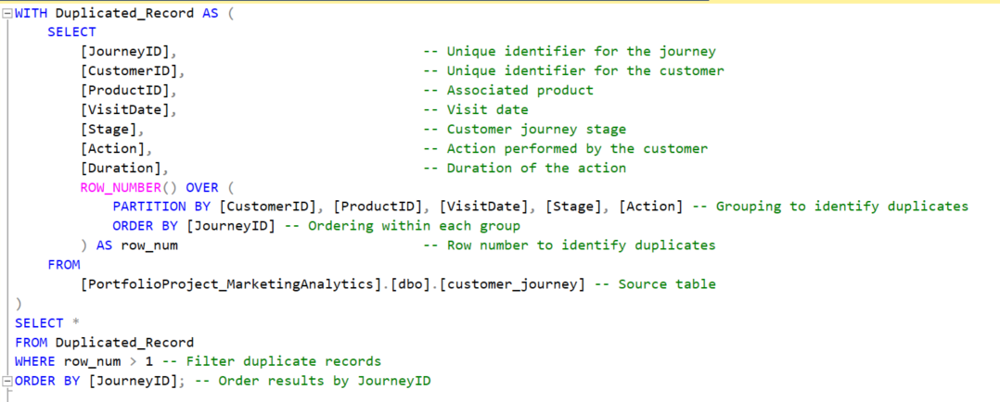 WITH Duplicated_Record AS (
SELECT
[JourneyID], -- Unique identifier for the journey
[CustomerID], -- Unique identifier for the customer
[ProductID], -- Associated product
[VisitDate], -- Visit date
[Stage], -- Customer journey stage
[Action], -- Action performed by the customer
[Duration], -- Duration of the action
ROW_NUMBER() OVER (
PARTITION BY [CustomerID], [ProductID], [VisitDate], [Stage], [Action] -- Grouping to identify duplicates
ORDER BY [JourneyID] -- Ordering within each group
) AS row_num -- Row number to identify duplicates
FROM
[PortfolioProject_MarketingAnalytics].[dbo].[customer_journey] -- Source table
)
SELECT *
FROM Duplicated_Record
WHERE row_num > 1 -- Filter duplicate records
ORDER BY [JourneyID]; -- Order results by JourneyID